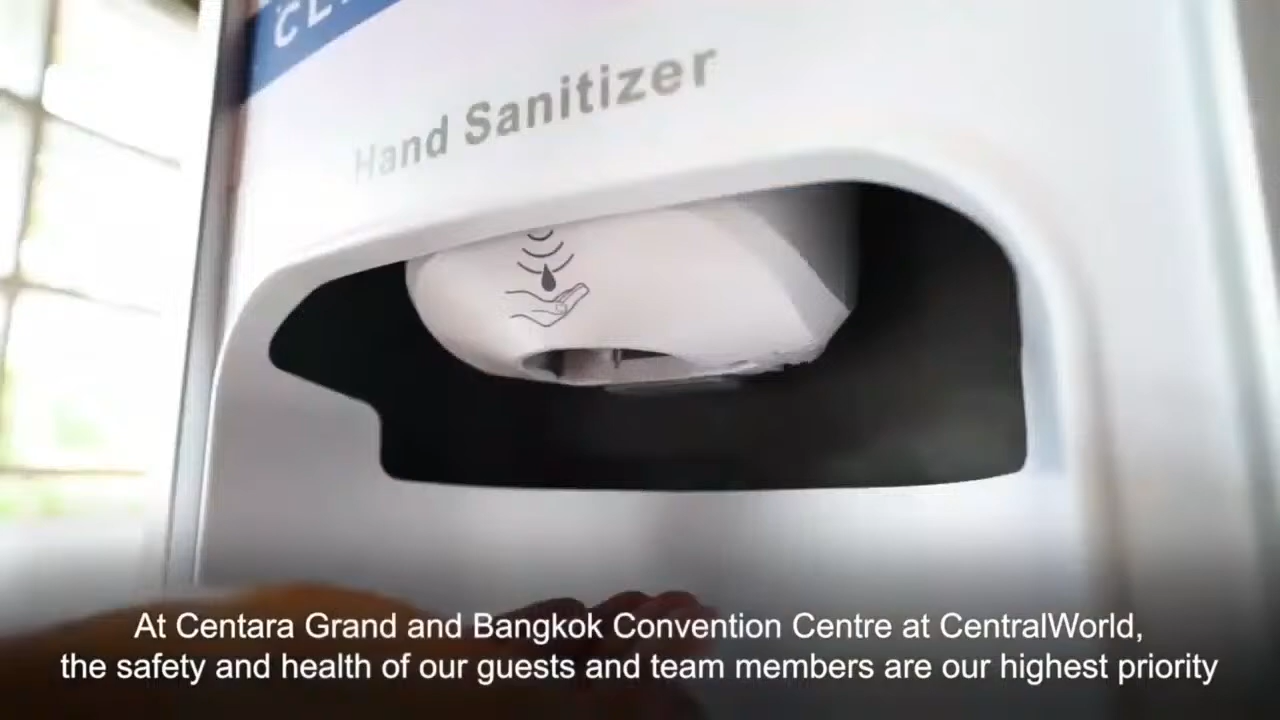 Hand Sanitizer
At Centara Grand and Bangkok Convention Centre at CentralWorld,
the safety and health of our guests and team members are our highest priority